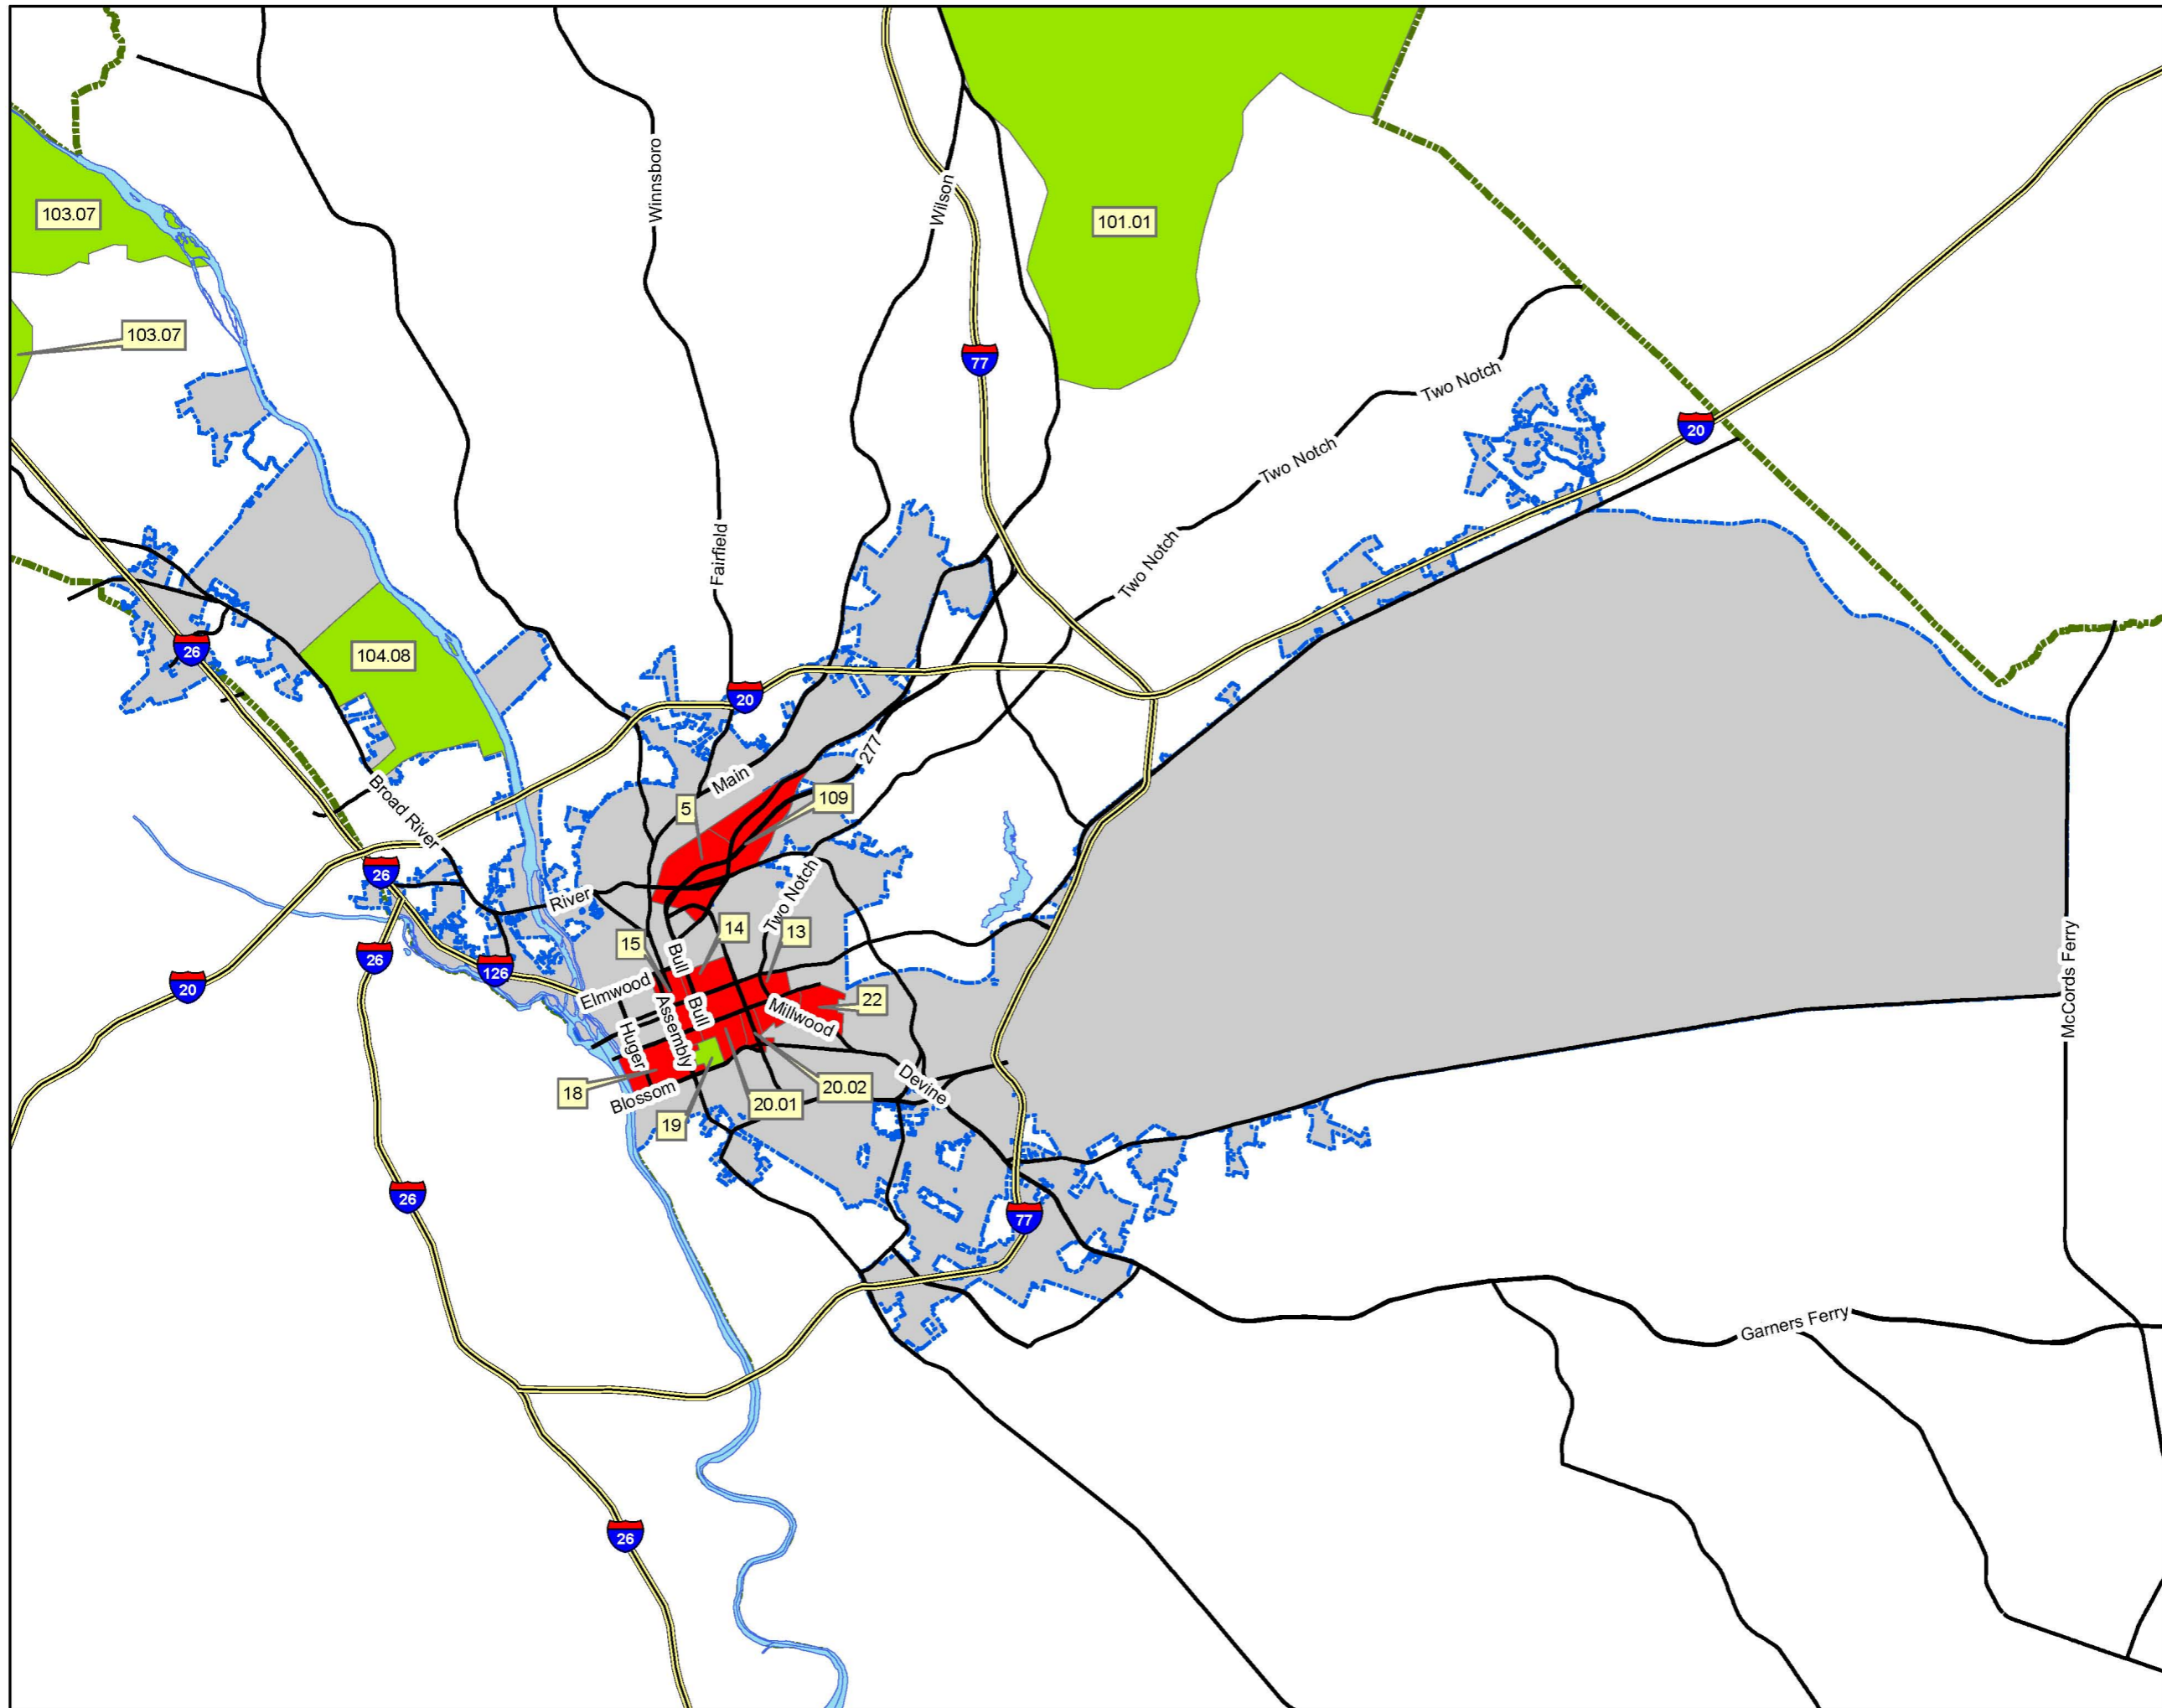 Winnsboro
Wilson
103.07
101.01
103.07
77
Two Notch
20
Two Notch
Fairfield
Two Notch
26
104.08
20
277
Main
5
109
Broad River
26
River
Two Notch
14
13
15
Bull
26
126
20
Elmwood
Assembly
Bull
22
Millwood
McCords Ferry
Huger
18
Blossom
20.02
Devine
20.01
19
26
77
Garners Ferry
26